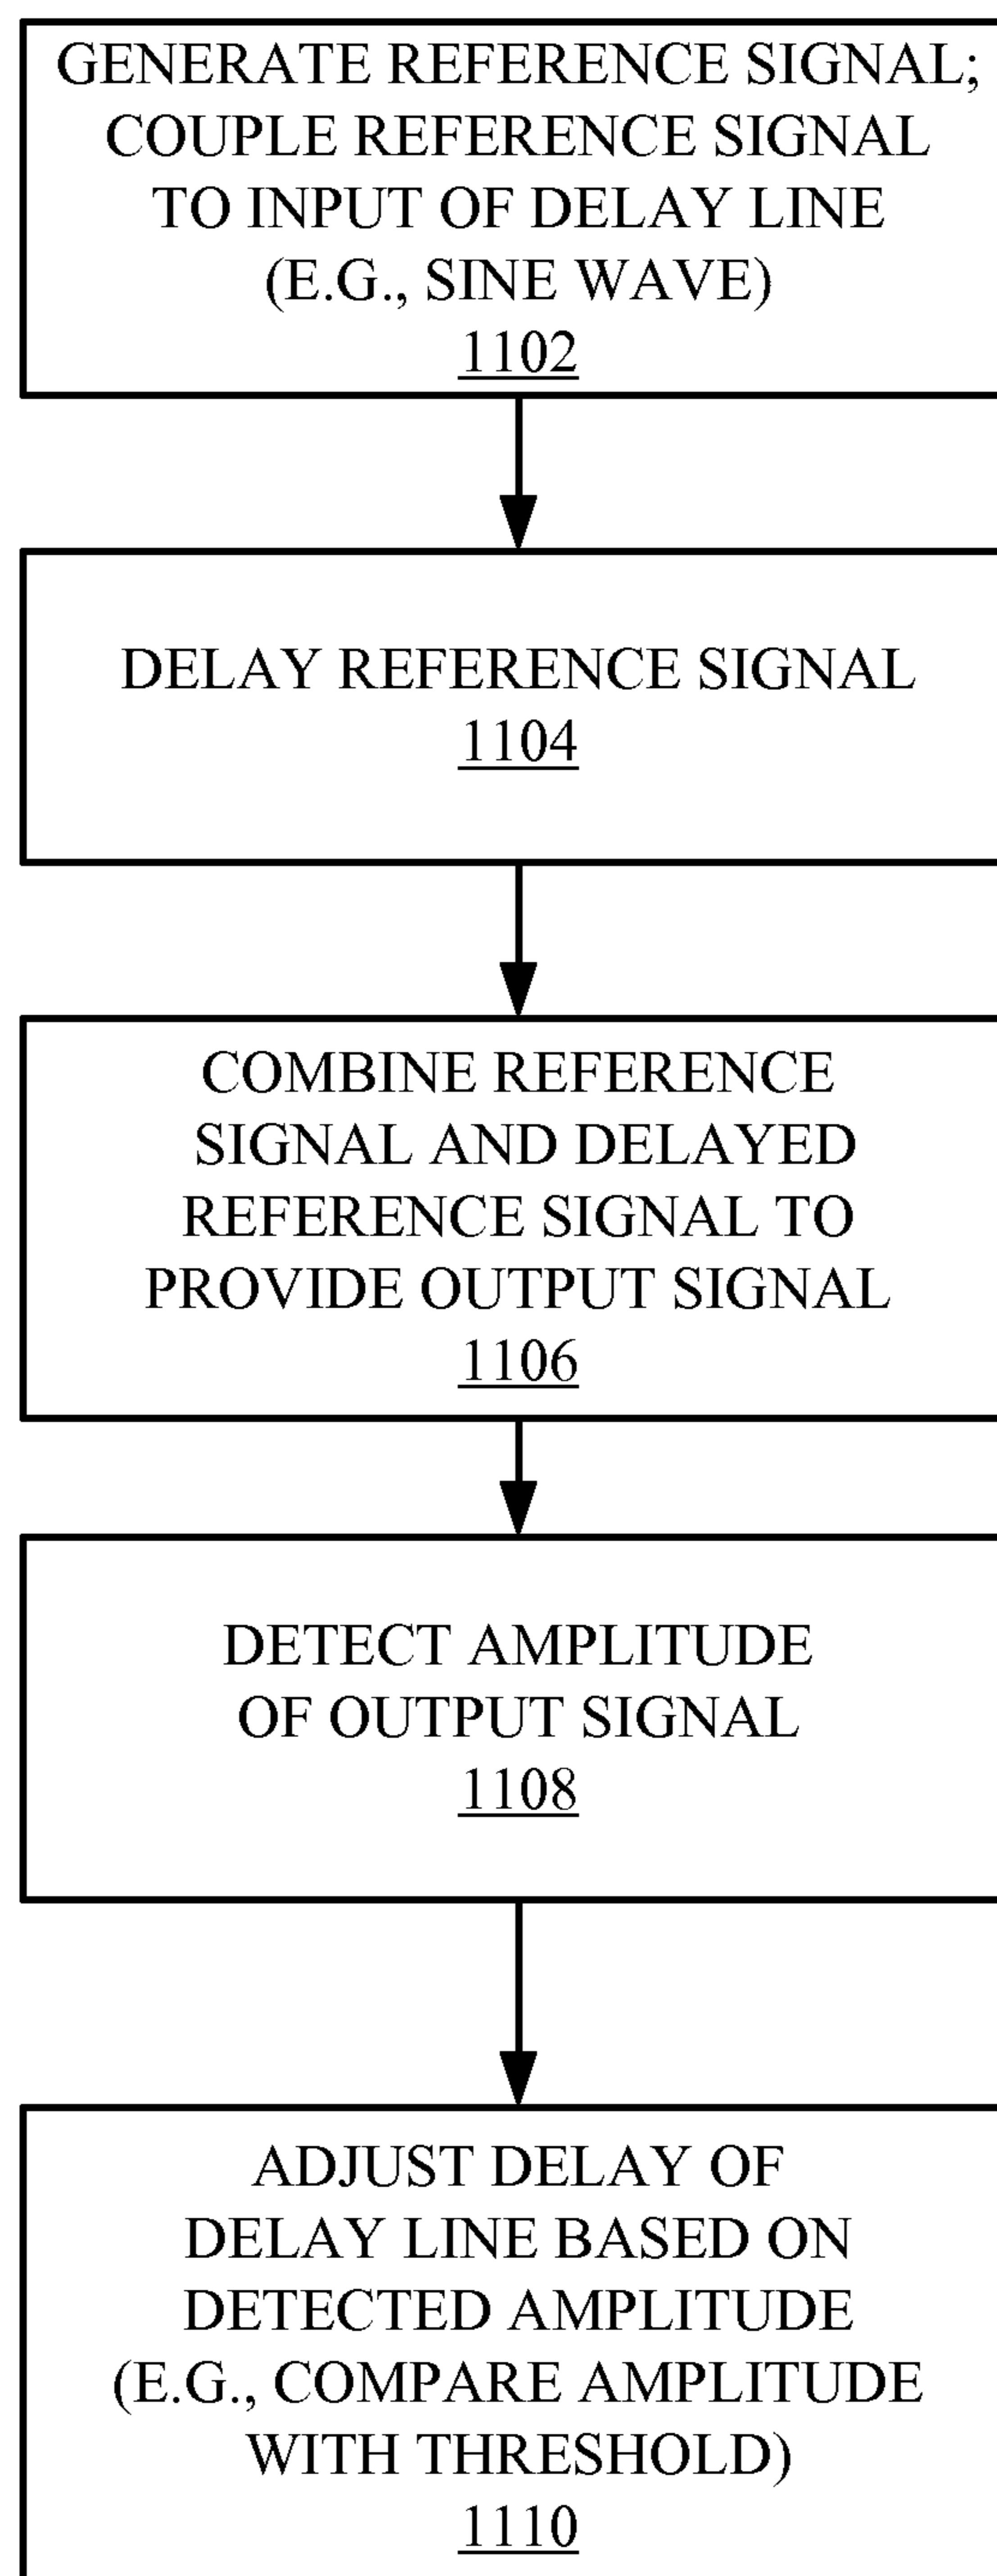 GENERATE REFERENCE SIGNAL;
COUPLE REFERENCE SIGNAL
TO INPUT OF DELAY LINE
(E.G., SINE WAVE)
1102
DELAY REFERENCE SIGNAL
1104
COMBINE REFERENCE
SIGNAL AND DELAYED
REFERENCE SIGNAL TO
PROVIDE OUTPUT SIGNAL
1106
DETECT AMPLITUDE
OF OUTPUT SIGNAL
1108
ADJUST DELAY OF
DELAY LINE BASED ON
DETECTED AMPLITUDE
(E.G., COMPARE AMPLITUDE
WITH THRESHOLD)
1110